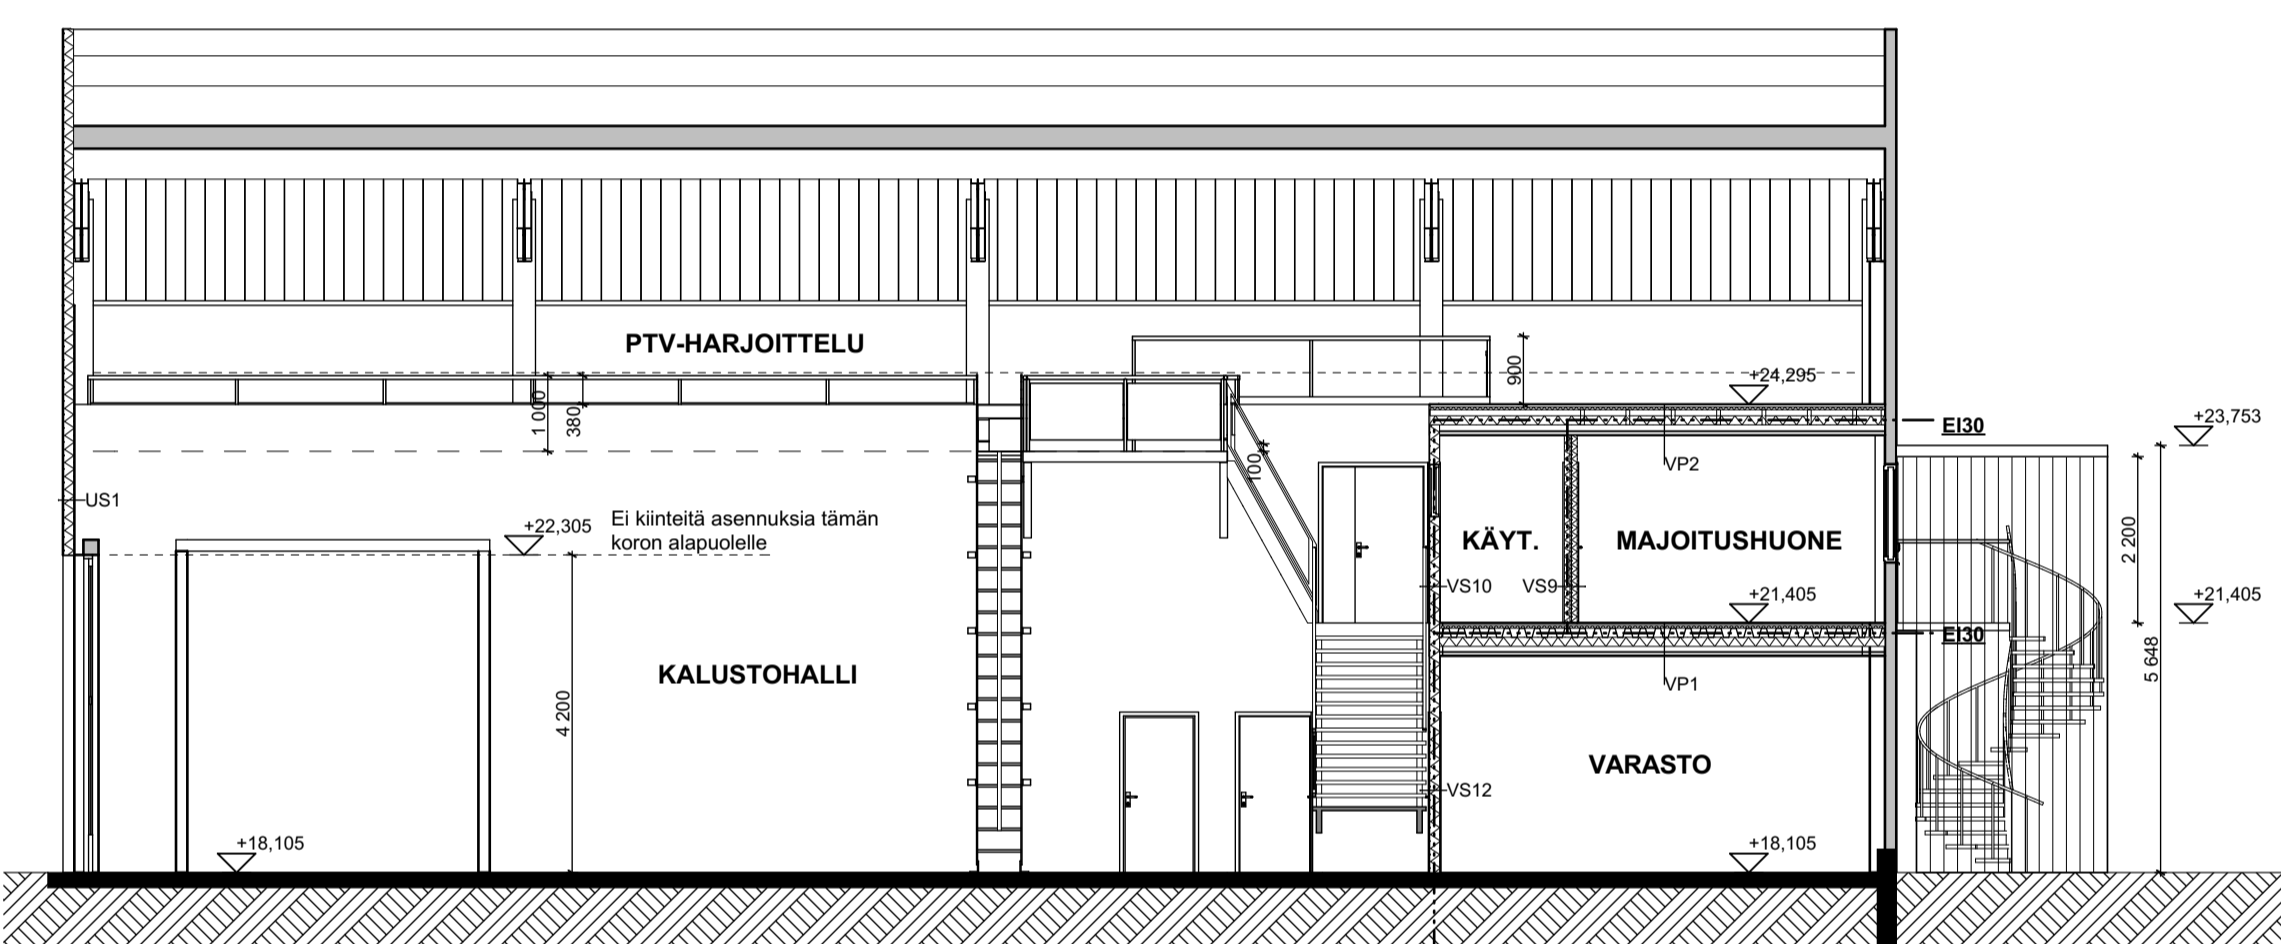 PTV-HARJOITTELU
900
+24,295
1 000
380
EI30
+23,753
100
VP2
US1
+22,305
Ei kiinteitä asennuksia tämän
koron alapuolelle
KÄYT.
MAJOITUSHUONE
2 200
VS10
VS9
+21,405
+21,405
EI30
KALUSTOHALLI
5 648
VP1
4 200
VARASTO
VS12
+18,105
+18,105